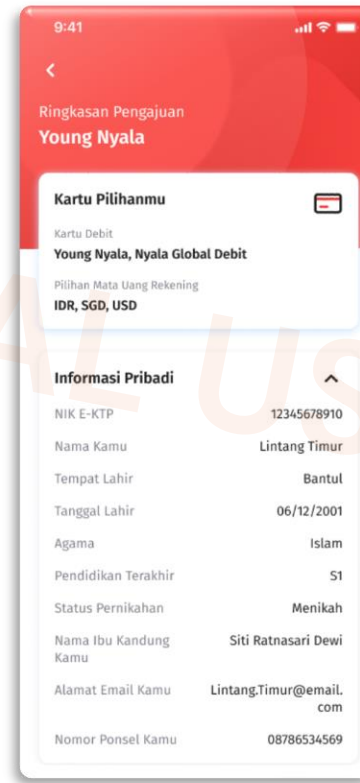 9:41
Ringkasan Pengajuan
Young Nyala
Kartu Pilihanmu
Kartu Debit
Young Nyala, Nyala Global Debit
Pilihan Mata Uang Rekening
IDR, SGD, USD
Informasi Pribadi
NIK E-KTP 12345678910
Nama Kamu Lintang Timur
Tempat Lahir Bantul
Tanggal Lahir 06/12/2001
Agama Islam
Pendidikan Terakhir S1
Status Pernikahan Menikah
Nama Ibu Kandung Siti Ratnasari Dewi
Kamu
Alamat Email Kamu Lintang.Timur@email.
com
Nomor Ponsel Kamu 08786534569